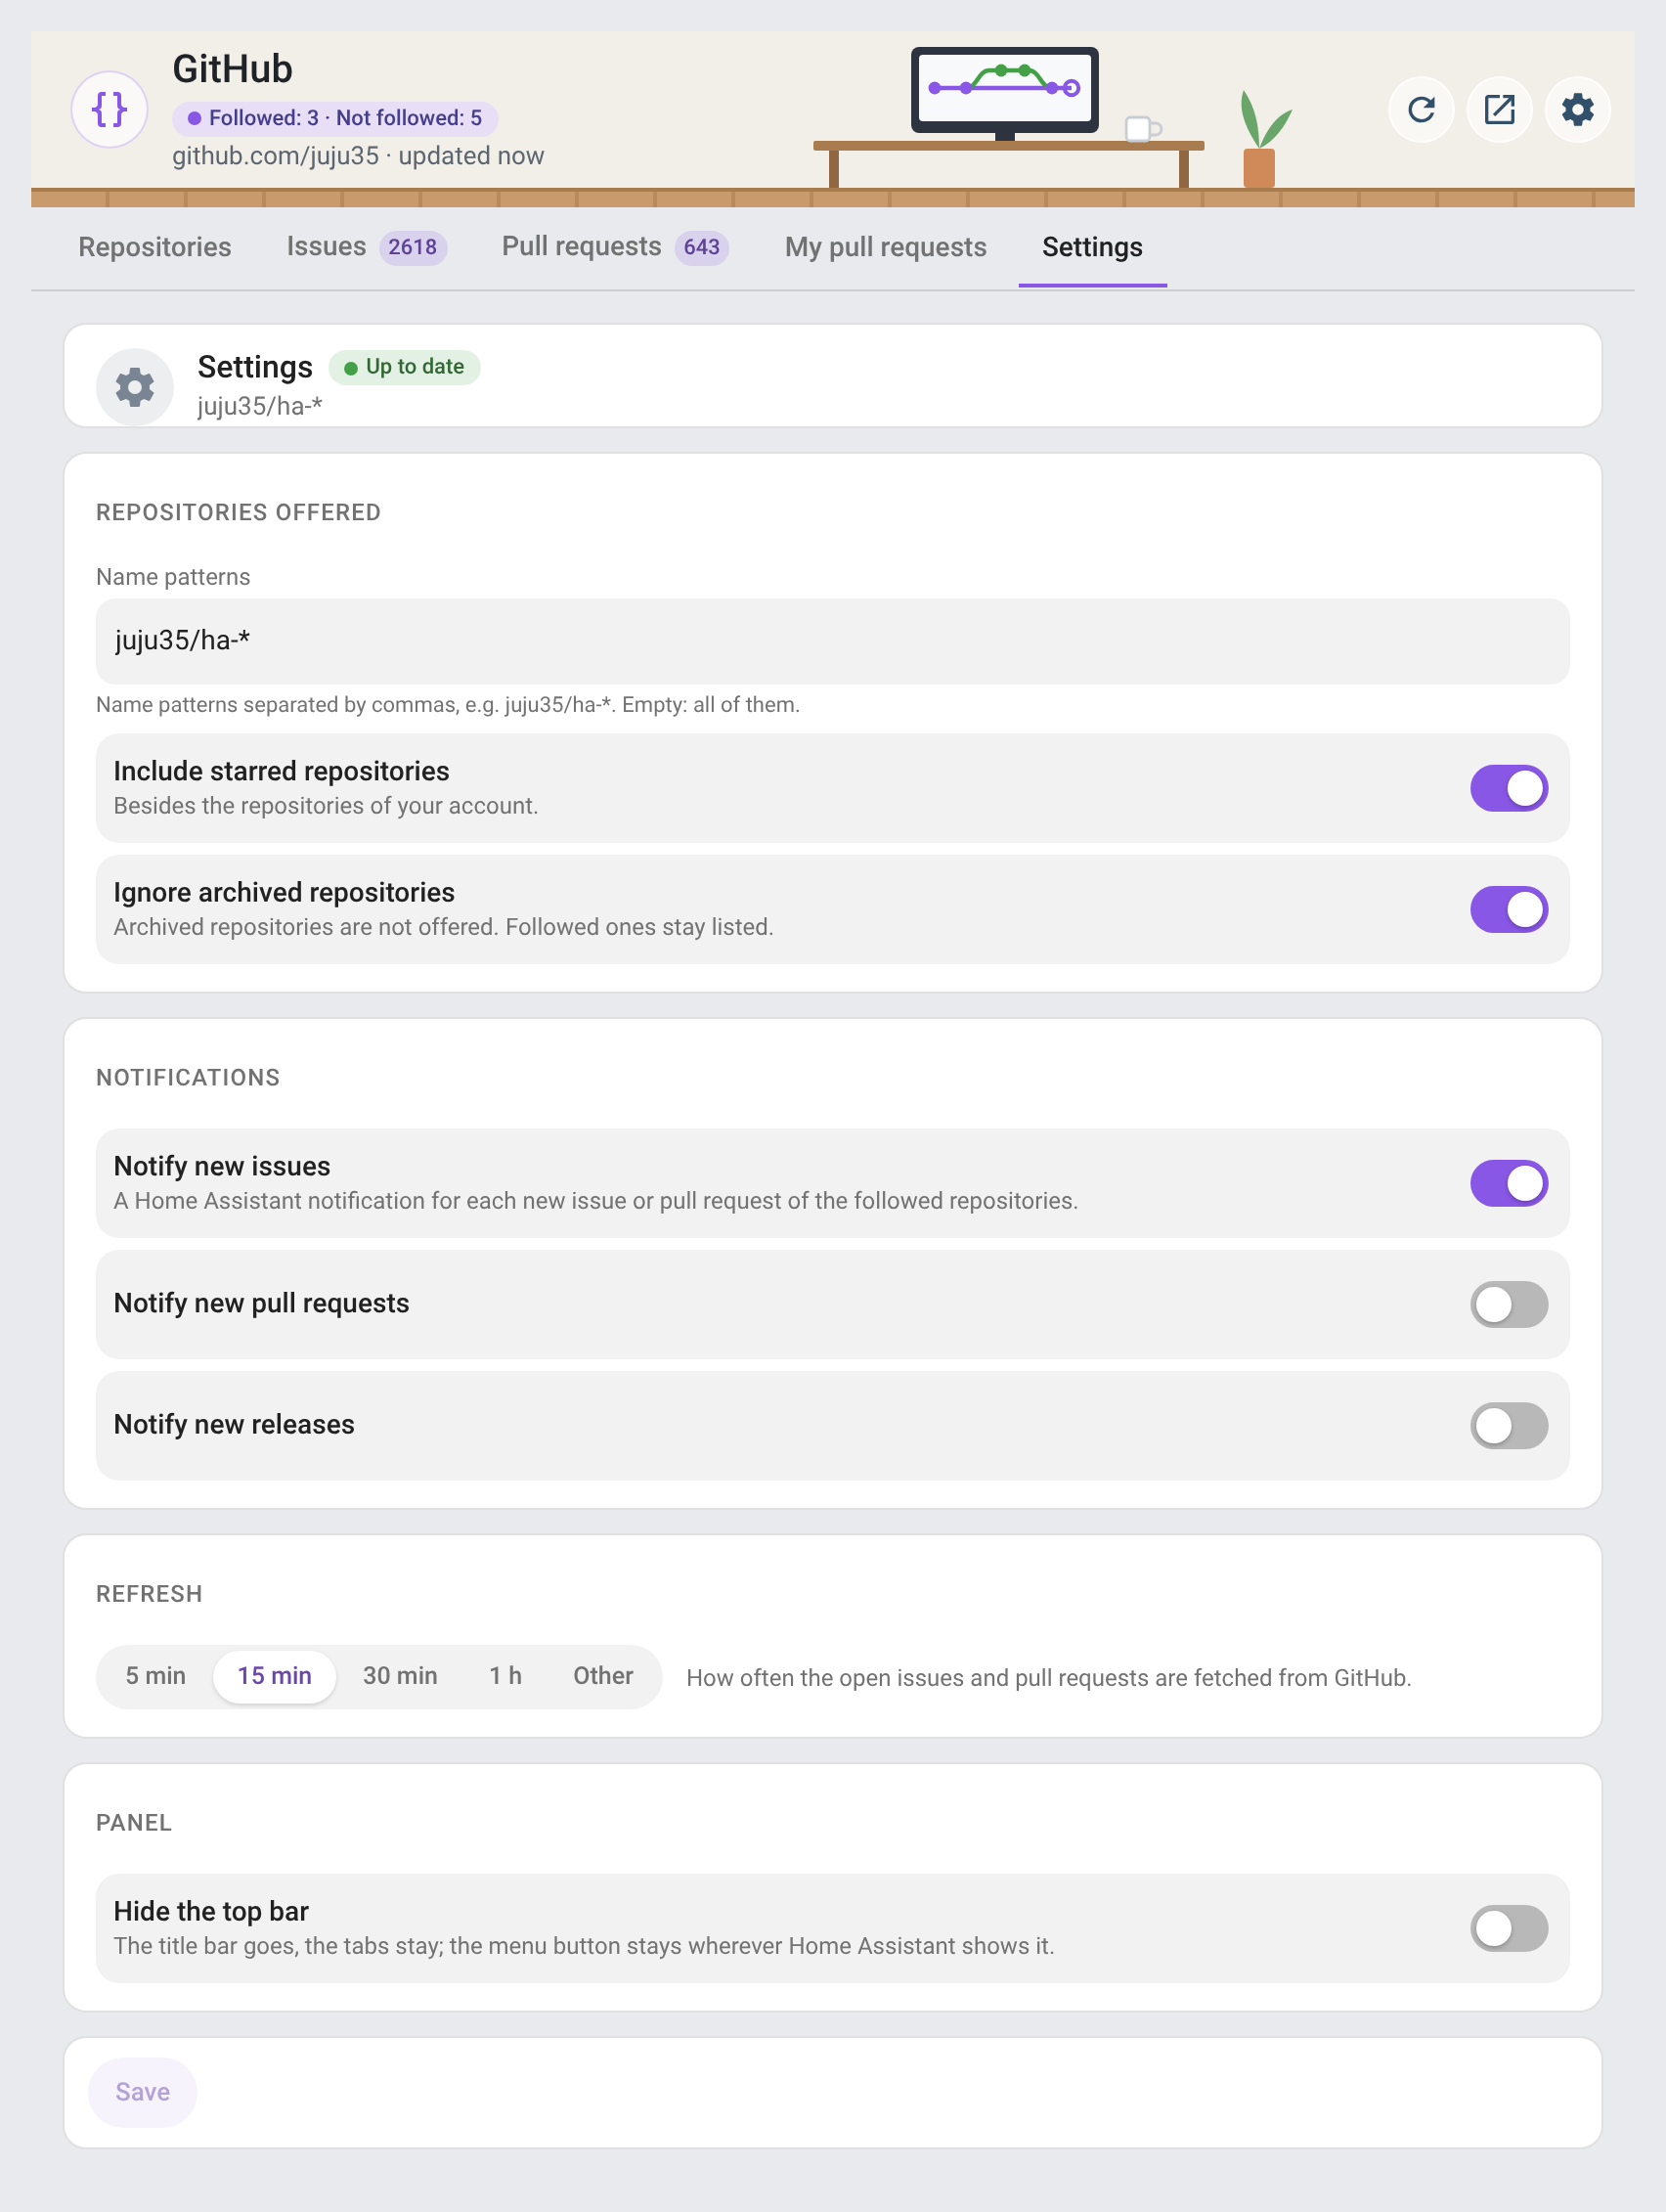 GitHub
Followed: 3 · Not followed: 5
github.com/juju35 · updated now
Repositories Issues 2618 Pull requests 643 My pull requests Settings
Settings Up to date
juju35/ha-*
REPOSITORIES OFFERED
Name patterns
juju35/ha-*
Name patterns separated by commas, e.g. juju35/ha-*. Empty: all of them.
Include starred repositories
Besides the repositories of your account.
Ignore archived repositories
Archived repositories are not offered. Followed ones stay listed.
NOTIFICATIONS
Notify new issues
A Home Assistant notification for each new issue or pull request of the followed repositories.
Notify new pull requests
Notify new releases
REFRESH
5 min 15 min 30 min 1 h Other How often the open issues and pull requests are fetched from GitHub.
PANEL
Hide the top bar
The title bar goes, the tabs stay; the menu button stays wherever Home Assistant shows it.
Save